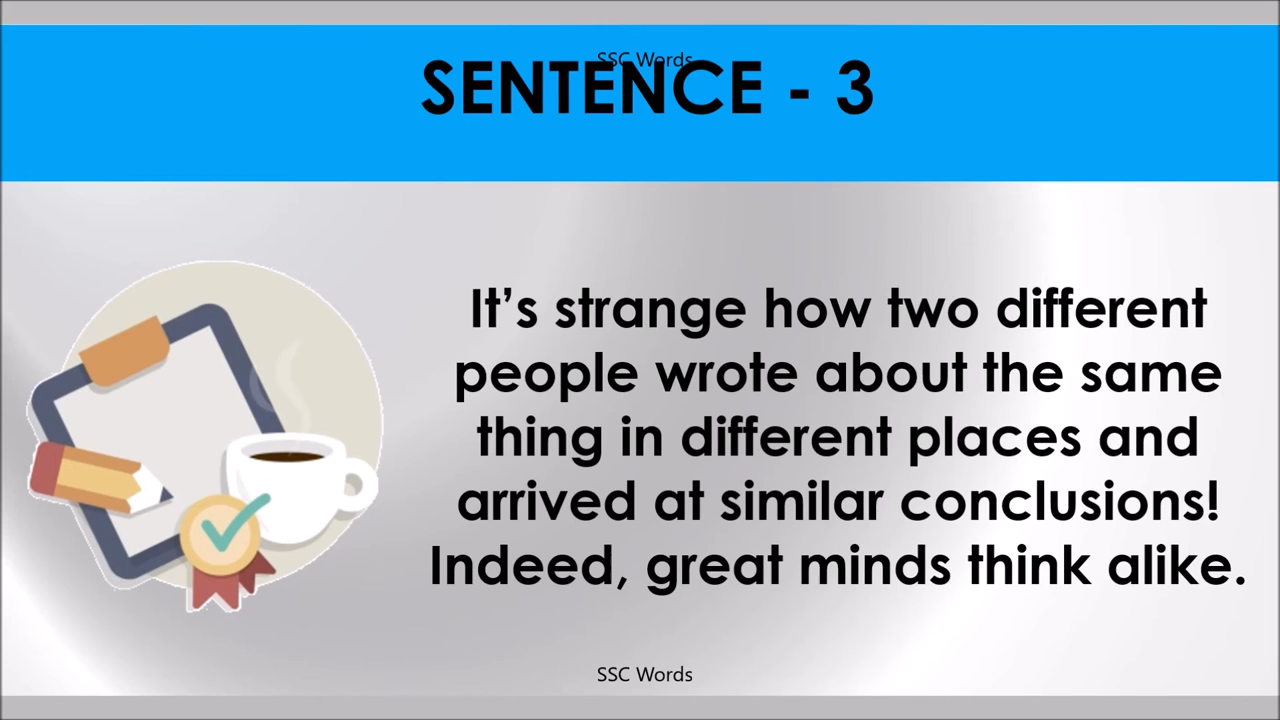 SSC Words
SENTENCE - 3
It’s strange how two different
people wrote about the same
thing in different places and
arrived at similar conclusions!
Indeed, great minds think alike.
SSC Words